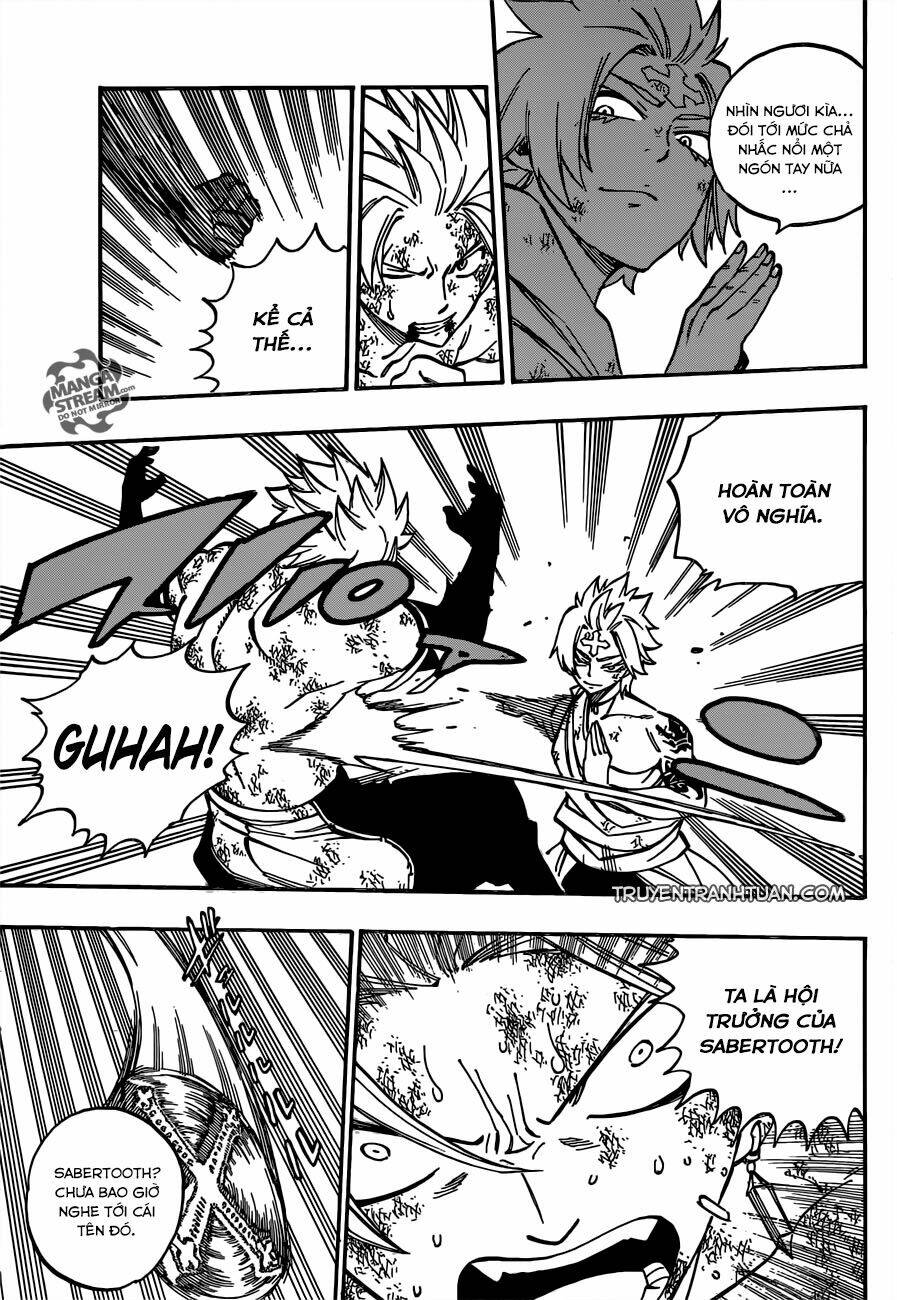 NHÌN NGƯƠI KÌA...
ĐÓI TỚI MỨC CHẢ
NHẤC NỔI MỘT
NGÓN TAY NỮA
...
KỂ CẢ
THẾ...
MANGA
STREAM.com
DO NOT MIRROR!
HOÀN TOÀN
VÔ NGHĨA.
GUHAH!
TRUYENTRANHTUAN.COM
TA LÀ HỘI
TRƯỞNG CỦA
SABERTOOTH!
SABERTOOTH?
CHƯA BAO GIỜ
NGHE TỚI CÁI
TÊN ĐÓ.